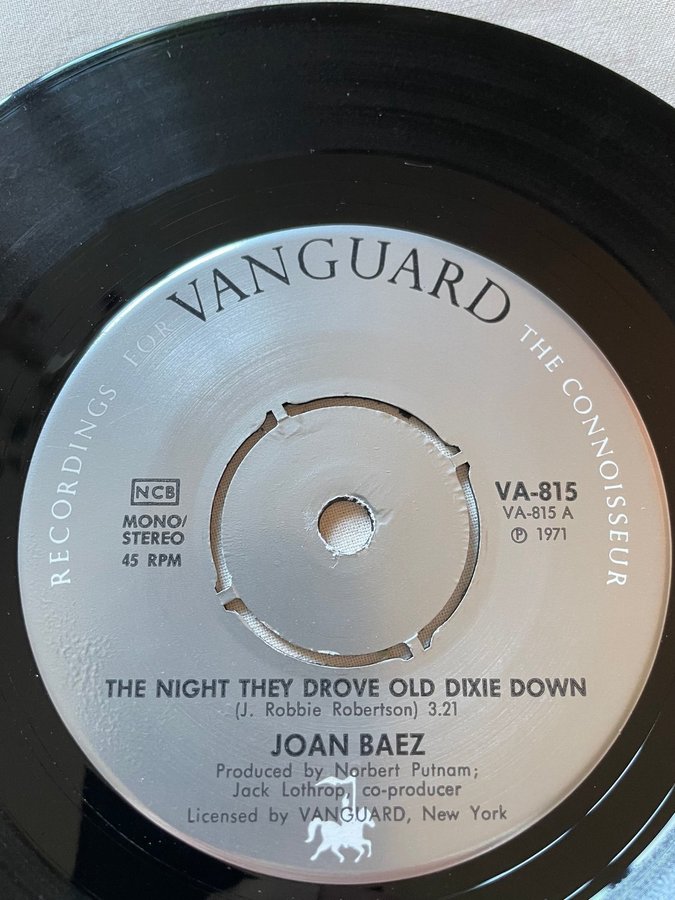 VANGUARD
RECORDINGS FOR THE CONNOISSEUR
NCB
MONO/
STEREO
45 RPM
VA-815
VA-815 A
℗ 1971
THE NIGHT THEY DROVE OLD DIXIE DOWN
(J. Robbie Robertson) 3.21
JOAN BAEZ
Produced by Norbert Putnam;
Jack Lothrop, co-producer
Licensed by VANGUARD, New York